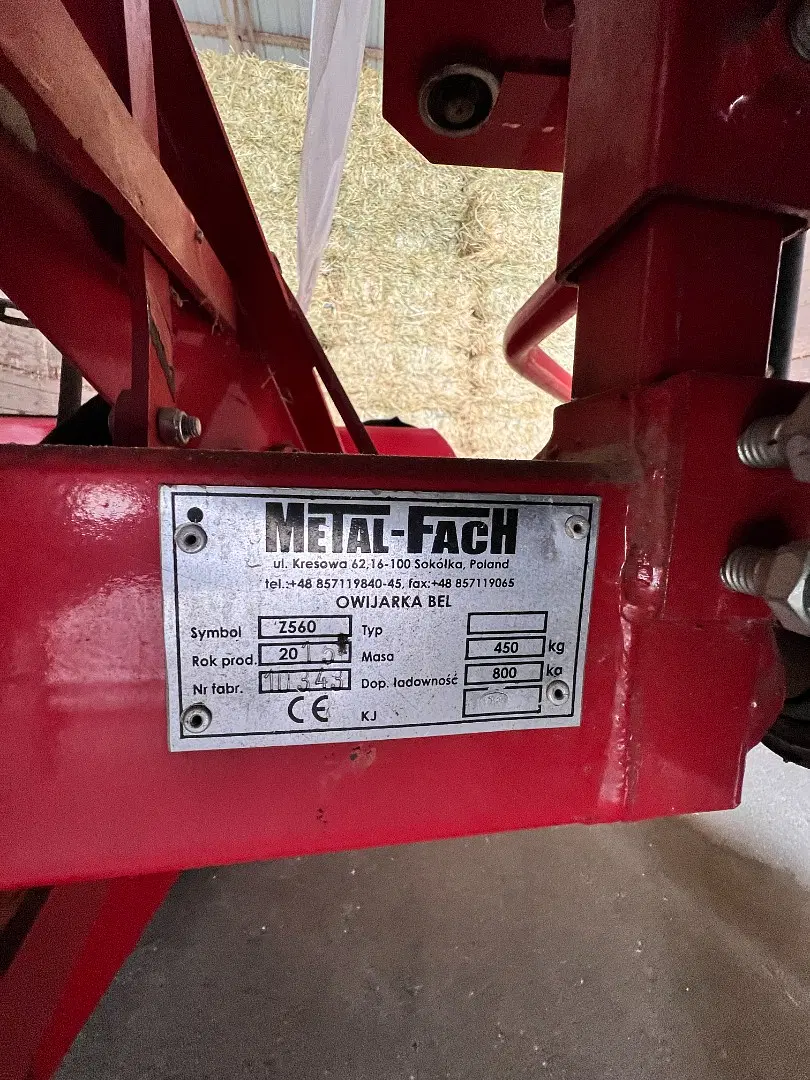 METAL-FACH
ul. Kresowa 62,16-100 Sokółka, Poland
tel.:+48 857119840-45, fax:+48 857119065
OWIJARKA BEL
Symbol Z560 Typ
Rok prod. 201 Masa 450 kg
Nr fabr. Dop. ładowność 800 kg
CE KJ